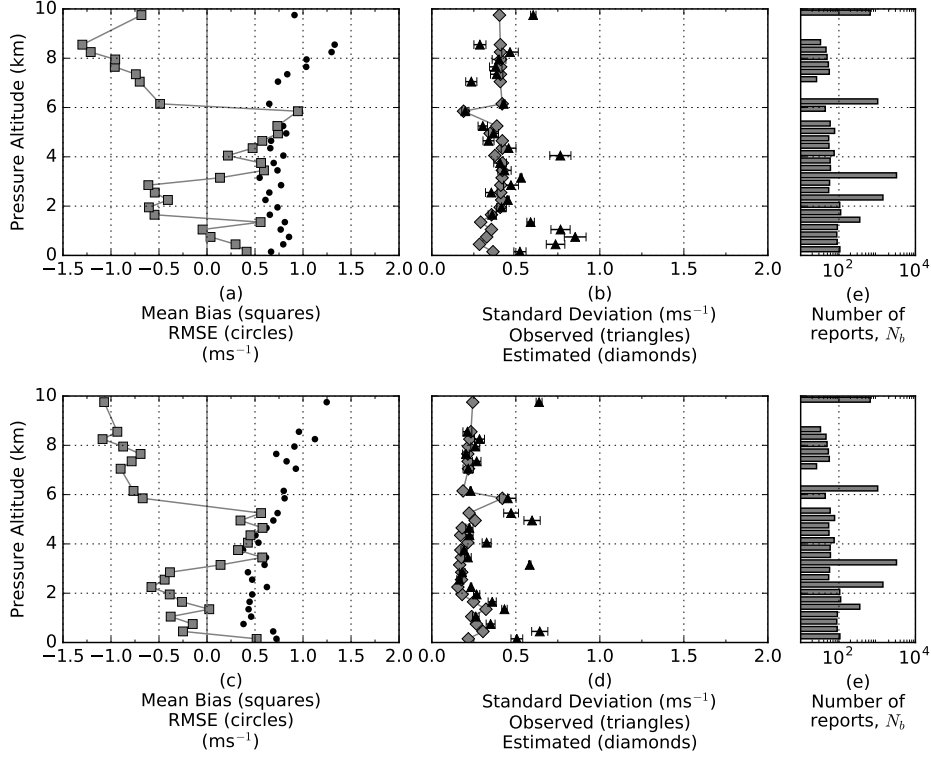 10
8
6
4
2
0
Pressure Altitude (km)
−1.5 −1.0 −0.5 0.0 0.5 1.0 1.5 2.0
(a)
Mean Bias (squares)
RMSE (circles)
(ms⁻¹)
0.0 0.5 1.0 1.5 2.0
(b)
Standard Deviation (ms⁻¹)
Observed (triangles)
Estimated (diamonds)
10² 10⁴
(e)
Number of
reports, N_b
10
8
6
4
2
0
Pressure Altitude (km)
−1.5 −1.0 −0.5 0.0 0.5 1.0 1.5 2.0
(c)
Mean Bias (squares)
RMSE (circles)
(ms⁻¹)
0.0 0.5 1.0 1.5 2.0
(d)
Standard Deviation (ms⁻¹)
Observed (triangles)
Estimated (diamonds)
10² 10⁴
(e)
Number of
reports, N_b